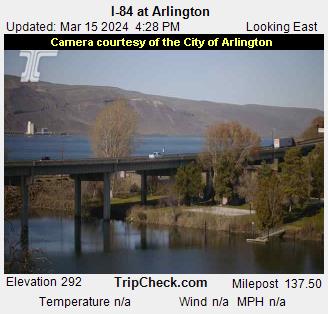 I-84 at Arlington
Updated: Mar 15 2024 4:28 PM Looking East
Camera courtesy of the City of Arlington
Elevation 292 TripCheck.com Milepost 137.50
Temperature n/a Wind n/a MPH n/a